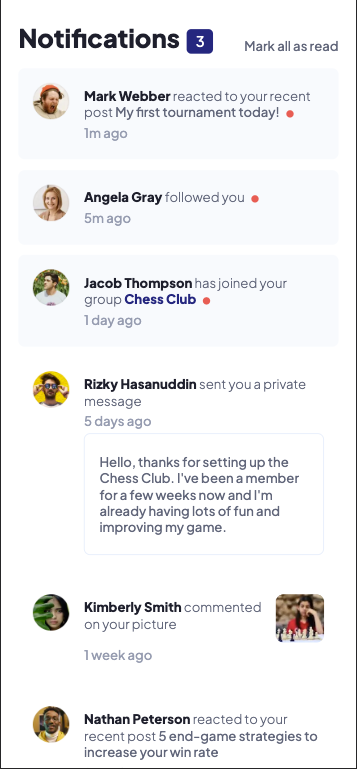 Notifications 3 Mark all as read
Mark Webber reacted to your recent
post My first tournament today!
1m ago
Angela Gray followed you
5m ago
Jacob Thompson has joined your
group Chess Club
1 day ago
Rizky Hasanuddin sent you a private
message
5 days ago
Hello, thanks for setting up the
Chess Club. I've been a member
for a few weeks now and I'm
already having lots of fun and
improving my game.
Kimberly Smith commented
on your picture
1 week ago
Nathan Peterson reacted to your
recent post 5 end-game strategies to
increase your win rate